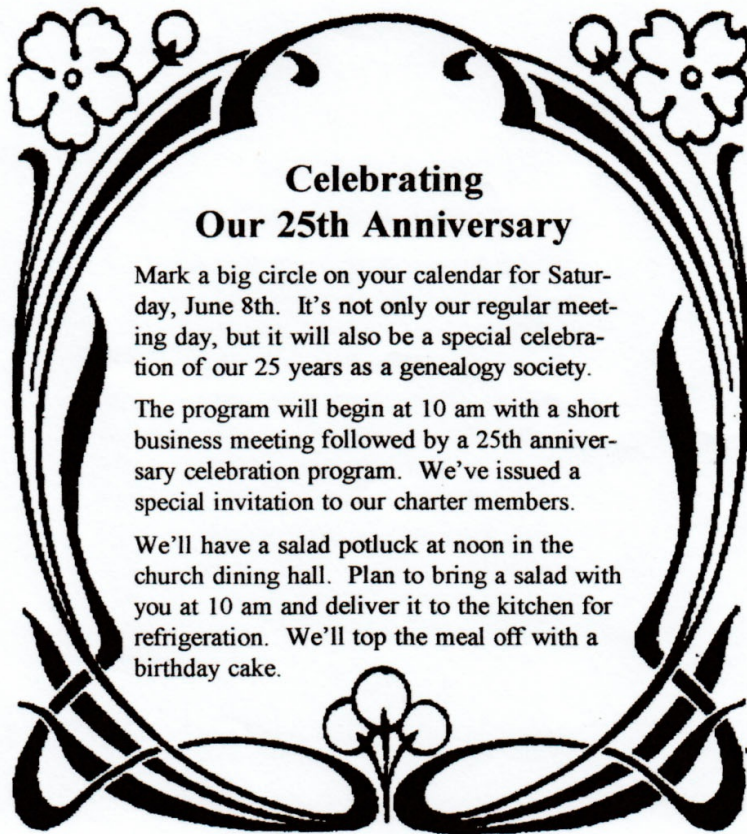 Celebrating
Our 25th Anniversary
Mark a big circle on your calendar for Satur-
day, June 8th.  It's not only our regular meet-
ing day, but it will also be a special celebra-
tion of our 25 years as a genealogy society.
The program will begin at 10 am with a short
business meeting followed by a 25th anniver-
sary celebration program.  We've issued a
special invitation to our charter members.
We'll have a salad potluck at noon in the
church dining hall.  Plan to bring a salad with
you at 10 am and deliver it to the kitchen for
refrigeration.  We'll top the meal off with a
birthday cake.